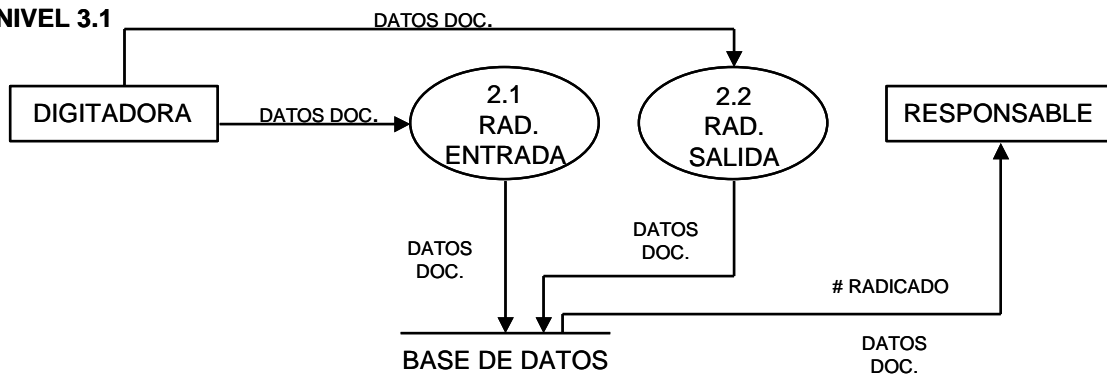 NIVEL 3.1
DATOS DOC.
DIGITADORA
DATOS DOC.
2.1
RAD.
ENTRADA
2.2
RAD.
SALIDA
RESPONSABLE
DATOS
DOC.
DATOS
DOC.
# RADICADO
BASE DE DATOS
DATOS
DOC.